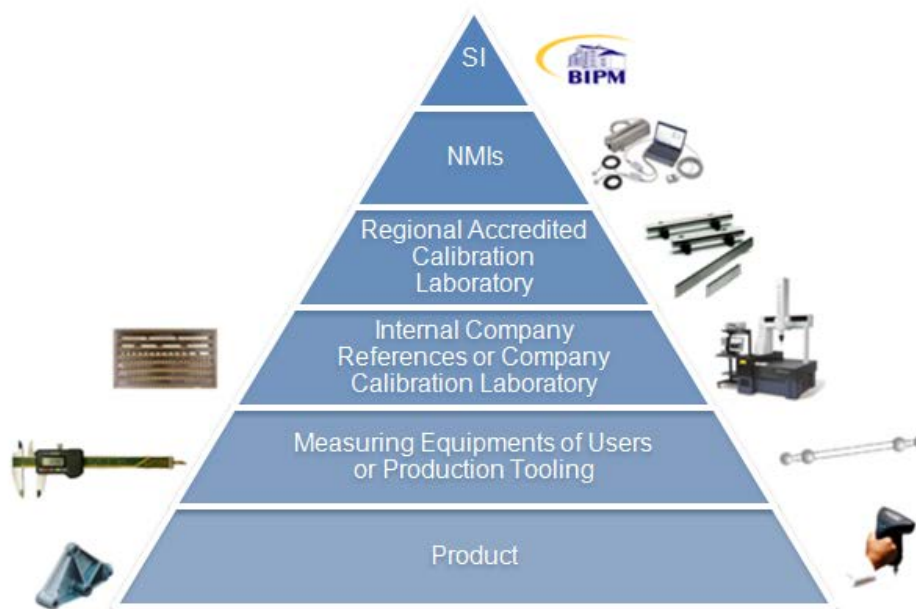 SI
BIPM
NMIs
Regional Accredited
Calibration
Laboratory
Internal Company
References or Company
Calibration Laboratory
Measuring Equipments of Users
or Production Tooling
Product